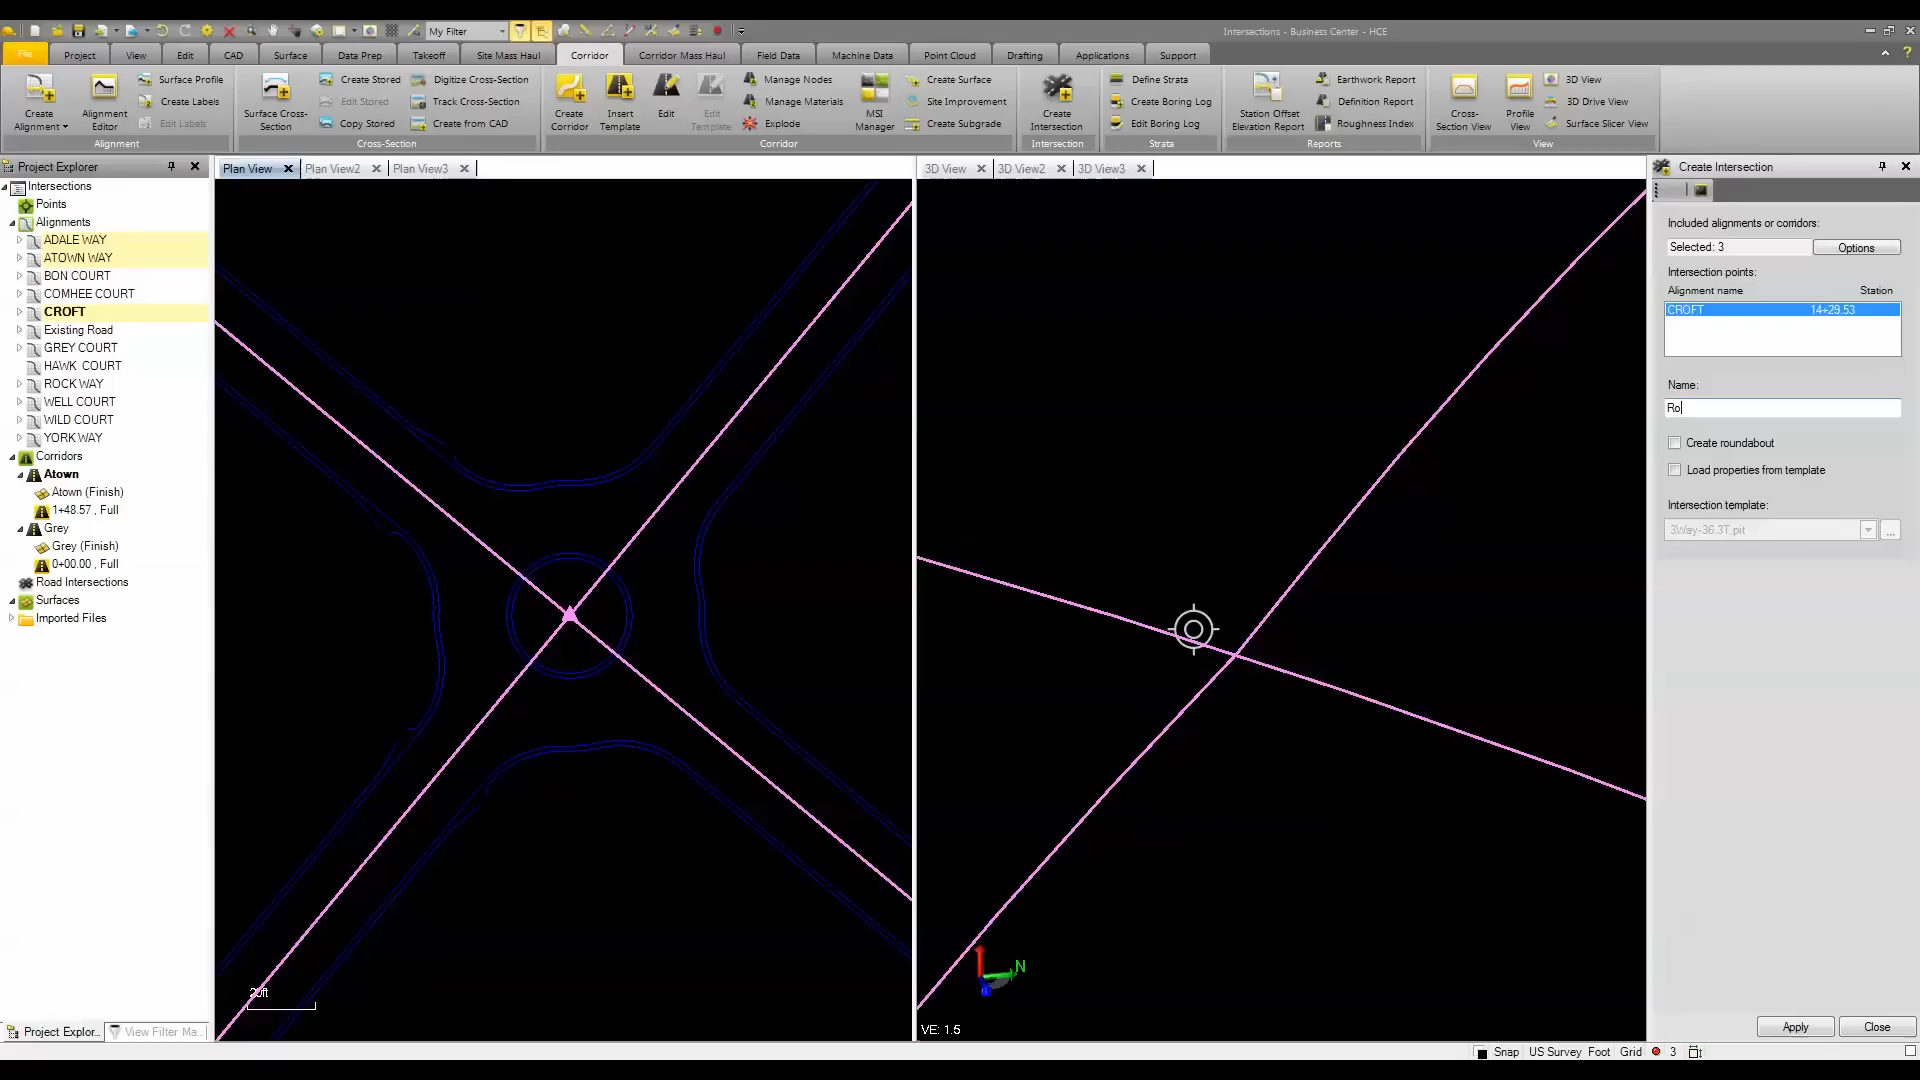 My Filter
Intersections - Business Center - HCE
File Project View Edit CAD Surface Data Prep Takeoff Site Mass Haul Corridor Corridor Mass Haul Field Data Machine Data Point Cloud Drafting Applications Support
Create Alignment
Alignment Editor
Surface Profile
Create Labels
Edit Labels
Alignment
Surface Cross-Section
Create Stored
Edit Stored
Copy Stored
Digitize Cross-Section
Track Cross-Section
Create from CAD
Cross-Section
Create Corridor
Insert Template
Edit
Edit Template
Manage Nodes
Manage Materials
Explode
MSI Manager
Create Surface
Site Improvement
Create Subgrade
Corridor
Create Intersection
Intersection
Define Strata
Create Boring Log
Edit Boring Log
Strata
Station Offset Elevation Report
Earthwork Report
Definition Report
Roughness Index
Reports
Cross-Section View
Profile View
3D View
3D Drive View
Surface Slicer View
View
Project Explorer
Intersections
Points
Alignments
ADALE WAY
ATOWN WAY
BON COURT
COMHEE COURT
CROFT
Existing Road
GREY COURT
HAWK COURT
ROCK WAY
WELL COURT
WILD COURT
YORK WAY
Corridors
Atown
Atown (Finish)
1+48.57 , Full
Grey
Grey (Finish)
0+00.00 , Full
Road Intersections
Surfaces
Imported Files
Project Explor...
View Filter Ma...
Plan View Plan View2 Plan View3
20ft
3D View 3D View2 3D View3
N
VE: 1.5
Create Intersection
Included alignments or corridors:
Selected: 3 Options
Intersection points:
Alignment name Station
CROFT 14+29.53
Name:
Ro
Create roundabout
Load properties from template
Intersection template:
3Way-36.3T.pit ...
Apply Close
Snap US Survey Foot Grid 3